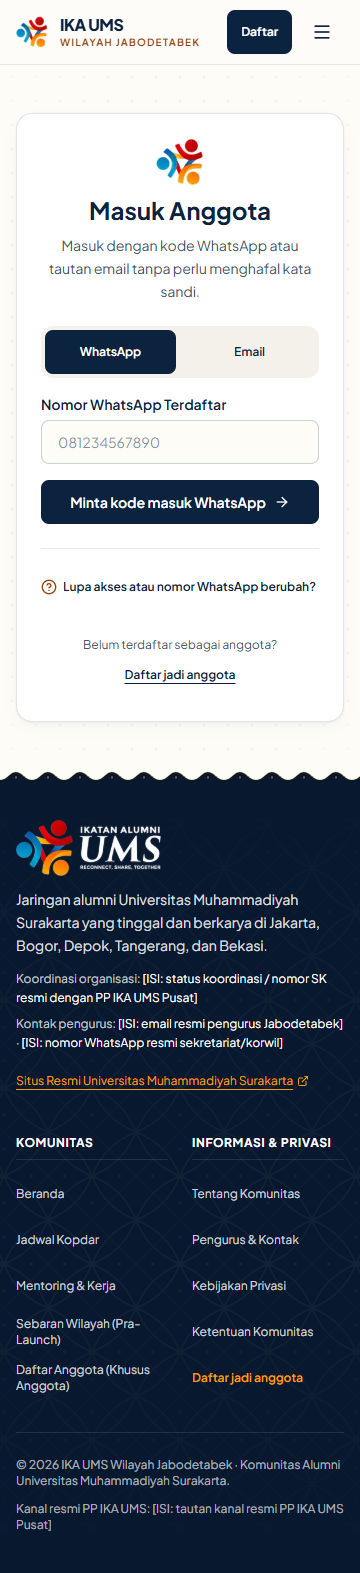 IKA UMS
WILAYAH JABODETABEK
Daftar
Masuk Anggota
Masuk dengan kode WhatsApp atau
tautan email tanpa perlu menghafal kata
sandi.
WhatsApp
Email
Nomor WhatsApp Terdaftar
081234567890
Minta kode masuk WhatsApp
Lupa akses atau nomor WhatsApp berubah?
Belum terdaftar sebagai anggota?
Daftar jadi anggota
IKATAN ALUMNI
UMS
RECONNECT, SHARE, TOGETHER
Jaringan alumni Universitas Muhammadiyah
Surakarta yang tinggal dan berkarya di Jakarta,
Bogor, Depok, Tangerang, dan Bekasi.
Koordinasi organisasi: [ISI: status koordinasi / nomor SK
resmi dengan PP IKA UMS Pusat]
Kontak pengurus: [ISI: email resmi pengurus Jabodetabek]
· [ISI: nomor WhatsApp resmi sekretariat/korwil]
Situs Resmi Universitas Muhammadiyah Surakarta
KOMUNITAS
Beranda
Jadwal Kopdar
Mentoring & Kerja
Sebaran Wilayah (Pra-
Launch)
Daftar Anggota (Khusus
Anggota)
INFORMASI & PRIVASI
Tentang Komunitas
Pengurus & Kontak
Kebijakan Privasi
Ketentuan Komunitas
Daftar jadi anggota
© 2026 IKA UMS Wilayah Jabodetabek · Komunitas Alumni
Universitas Muhammadiyah Surakarta.
Kanal resmi PP IKA UMS: [ISI: tautan kanal resmi PP IKA UMS
Pusat]